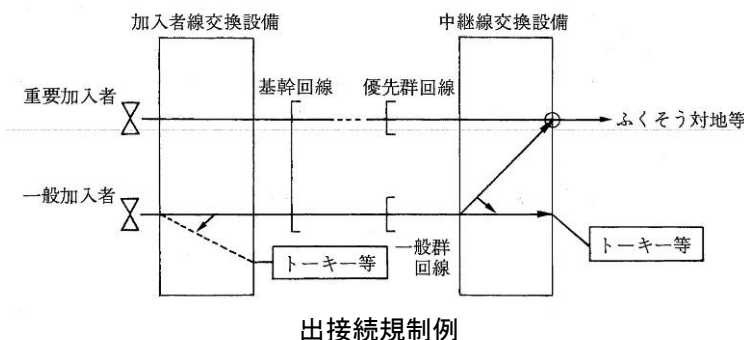 加入者線交換設備
中継線交換設備
基幹回線
優先群回線
重要加入者
ふくそう対地等
一般加入者
トーキー等
一般群
回線
トーキー等
出接続規制例